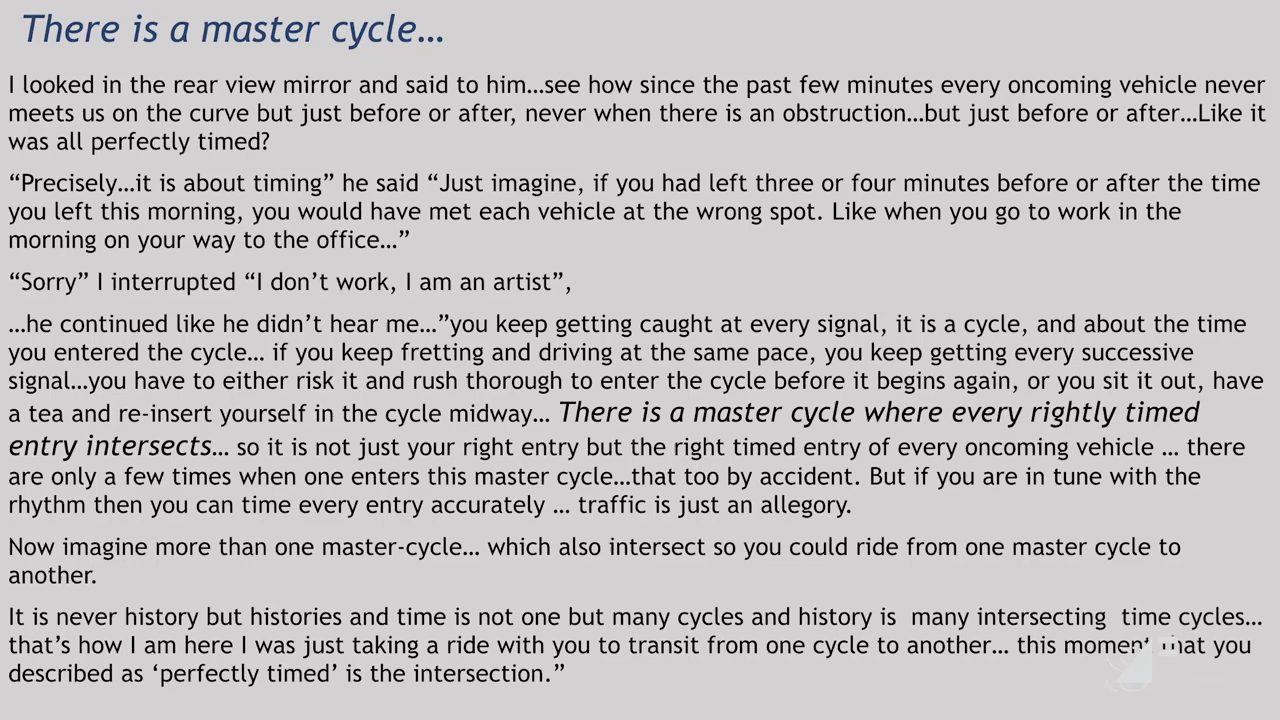 There is a master cycle…
I looked in the rear view mirror and said to him…see how since the past few minutes every oncoming vehicle never
meets us on the curve but just before or after, never when there is an obstruction…but just before or after…Like it
was all perfectly timed?
“Precisely…it is about timing” he said “Just imagine, if you had left three or four minutes before or after the time
you left this morning, you would have met each vehicle at the wrong spot. Like when you go to work in the
morning on your way to the office…”
“Sorry” I interrupted “I don’t work, I am an artist”,
…he continued like he didn’t hear me…”you keep getting caught at every signal, it is a cycle, and about the time
you entered the cycle… if you keep fretting and driving at the same pace, you keep getting every successive
signal…you have to either risk it and rush thorough to enter the cycle before it begins again, or you sit it out, have
a tea and re-insert yourself in the cycle midway… There is a master cycle where every rightly timed
entry intersects… so it is not just your right entry but the right timed entry of every oncoming vehicle … there
are only a few times when one enters this master cycle…that too by accident. But if you are in tune with the
rhythm then you can time every entry accurately … traffic is just an allegory.
Now imagine more than one master-cycle… which also intersect so you could ride from one master cycle to
another.
It is never history but histories and time is not one but many cycles and history is many intersecting time cycles…
that’s how I am here I was just taking a ride with you to transit from one cycle to another… this moment that you
described as ‘perfectly timed’ is the intersection.”